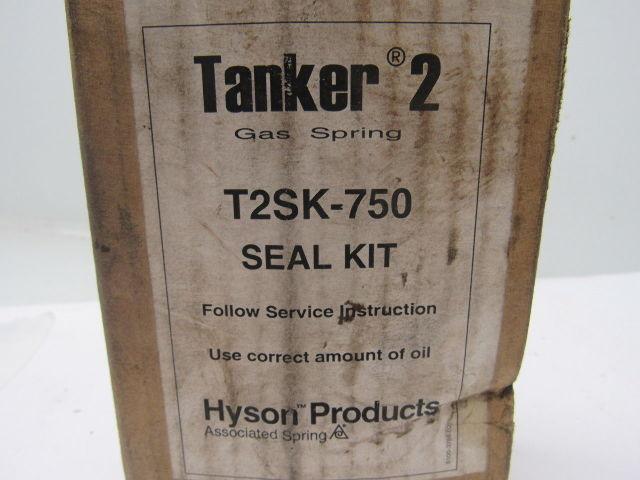 Tanker® 2
Gas Spring
T2SK-750
SEAL KIT
Follow Service Instruction
Use correct amount of oil
Hyson™ Products
Associated Spring